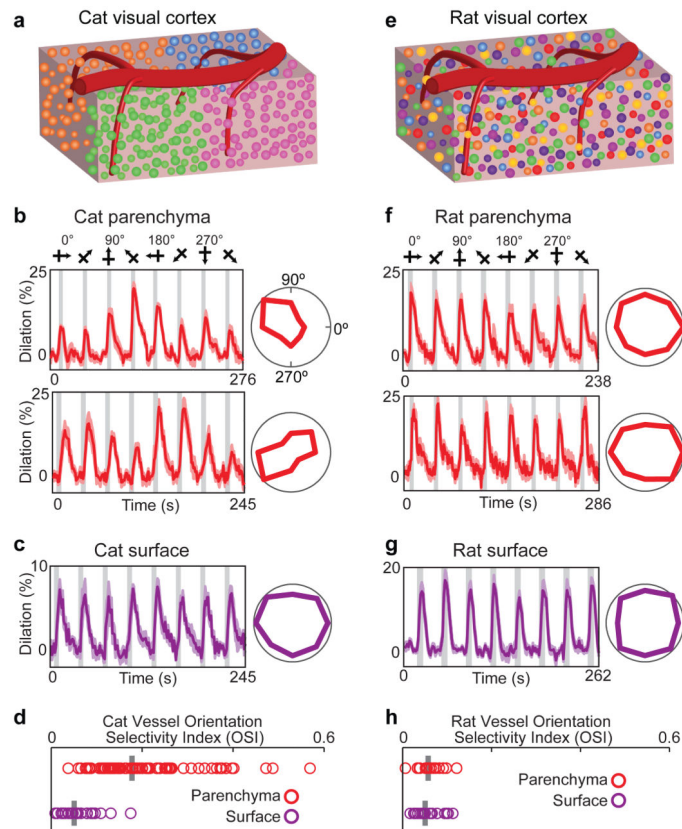 a Cat visual cortex
e Rat visual cortex
b Cat parenchyma
0° 90° 180° 270°
25
Dilation (%)
0
0 276
90º
0º
270º
25
Dilation (%)
0
0 Time (s) 245
f Rat parenchyma
0° 90° 180° 270°
25
0
0 238
25
0
0 Time (s) 286
c Cat surface
10
Dilation (%)
0
0 Time (s) 245
g Rat surface
20
0
0 Time (s) 262
d Cat Vessel Orientation
0 Selectivity Index (OSI) 0.6
Parenchyma
Surface
h Rat Vessel Orientation
0 Selectivity Index (OSI) 0.6
Parenchyma
Surface